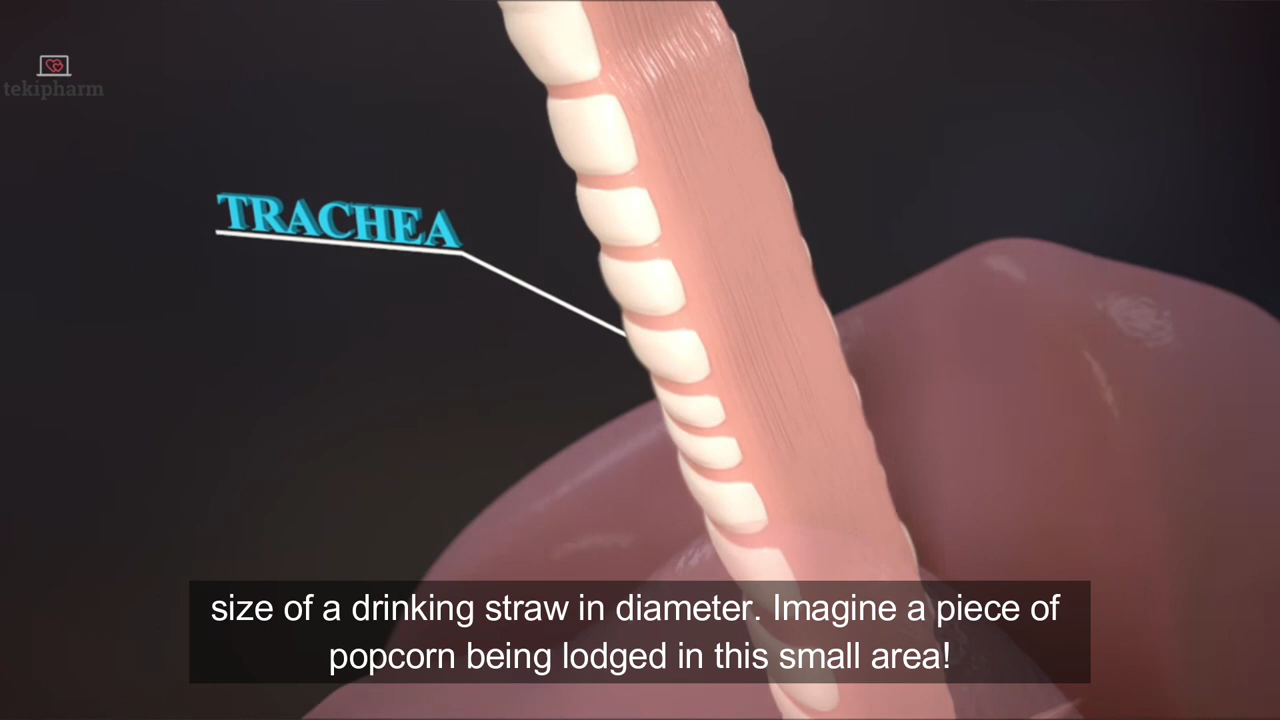 tekipharm
TRACHEA
size of a drinking straw in diameter. Imagine a piece of
popcorn being lodged in this small area!